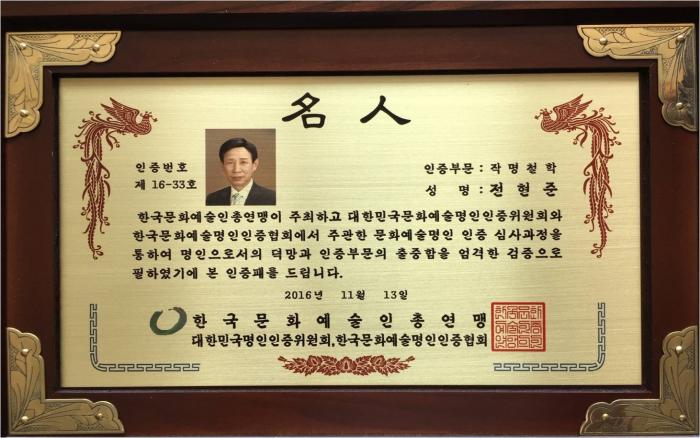 名人
인증번호
제 16-33호
인증부문 : 작명철학
성 명 : 전현준
한국문화예술인총연맹이 주최하고 대한민국문화예술명인인증위원회와
한국문화예술명인인증협회에서 주관한 문화예술명인 인증 심사과정을
통하여 명인으로서의 덕망과 인증부문의 출중함을 엄격한 검증으로
필하였기에 본 인증패를 드립니다.
2016년 11월 13일
한국문화예술인총연맹
대한민국명인인증위원회,한국문화예술명인인증협회